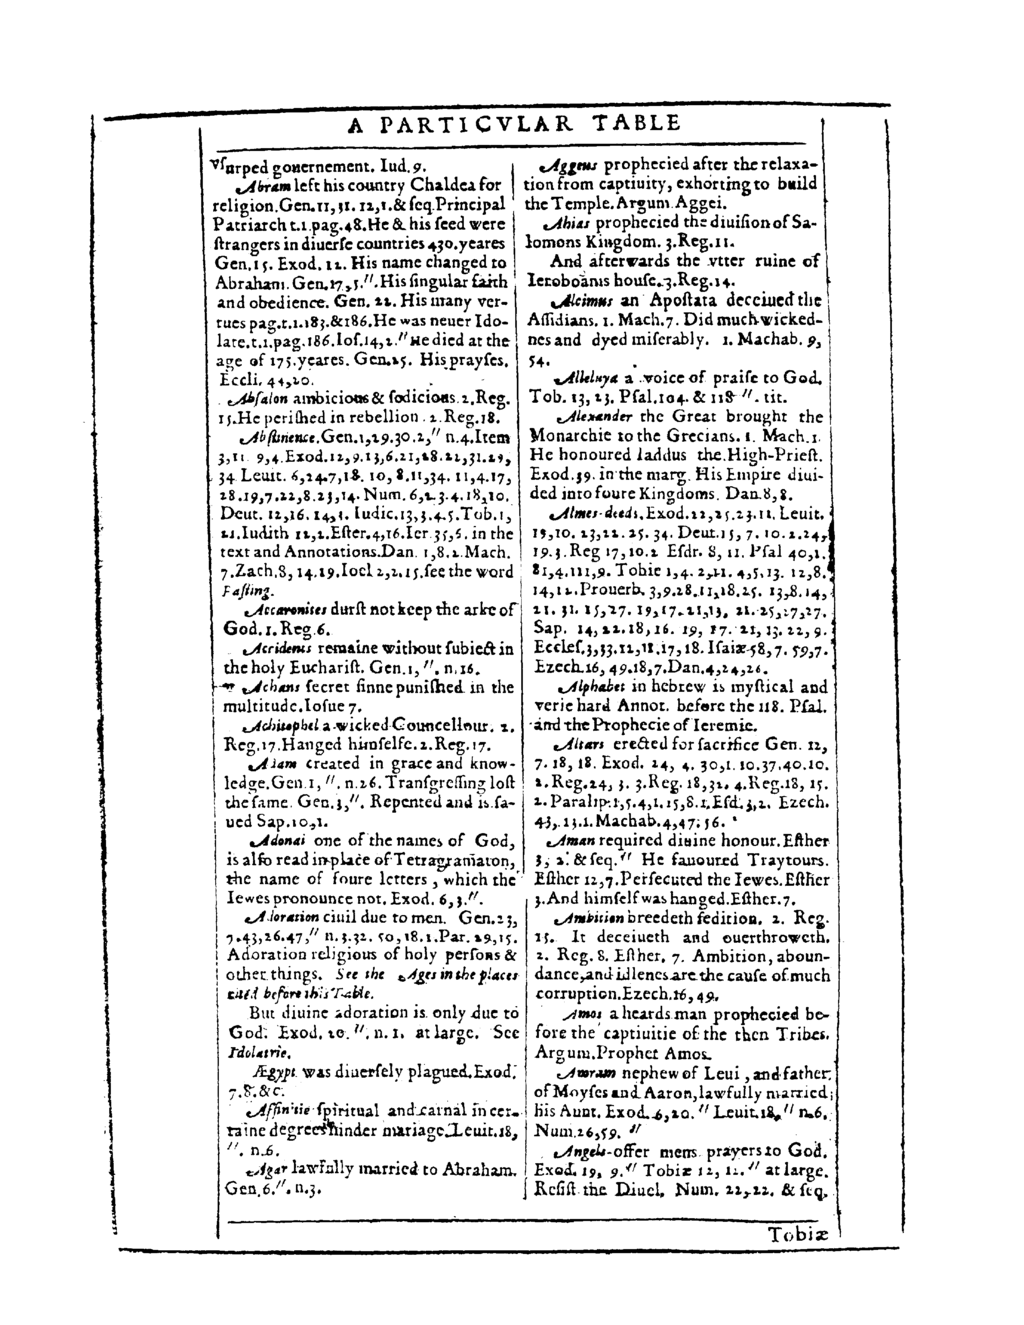 A PARTICVLAR TABLE
vſurped gouernement. Iud. 9.
Abram left his country Chaldea for
religion. Gen. 11, 31. 12, 1. & ſeq. Principal
Patriarch t. 1. pag. 48. He & his ſeed were
ſtrangers in diuerſe countries 430. yeares
Gen. 15. Exod. 12. His name changed to
Abraham. Gen. 17, 5. ″. His ſingular faith
and obedience. Gen. 22. His many ver-
tues pag. t. 1. 183. & 186. He was neuer Ido-
late. t. 1. pag. 186. Ioſ. 14, 2. ″ He died at the
age of 175. yeares. Gen. 25. His prayſes.
Eccli. 44, 20.
Abſalon ambicious & ſodicious. 2. Reg.
15. He periſhed in rebellion. 2. Reg. 18.
Abſtinence. Gen. 1, 29. 30. 2, ″ n. 4. Item
3, 11. 9, 4. Exod. 12, 9. 13, 6. 21, 28. 22, 31. 29,
34. Leuit. 6, 24. 7, 18. 10, 8. 11, 34. 11, 4. 17,
28. 19, 7. 22, 8. 23, 14. Num. 6, 2. 3. 4. 18, 10.
Deut. 12, 16. 14, 1. Iudic. 13, 3. 4. 5. Tob. 1,
12. Iudith 12, 2. Eſter. 4, 16. Ier. 35, 5. in the
text and Annotations. Dan. 1, 8. 2. Mach.
7. Zach. 8, 14. 19. Ioel 2, 2. 15. ſee the word
Faſting.
Accaronites durſt not keep the arke of
God. 1. Reg. 6.
Accidents remaine without ſubiect in
the holy Euchariſt. Gen. 1, ″. n. 16.
Achans ſecret ſinne puniſhed in the
multitude. Ioſue 7.
Achitophel a wicked Councellour. 2.
Reg. 17. Hanged himſelfe. 2. Reg. 17.
Adam created in grace and know-
ledge. Gen. 1, ″. n. 26. Tranſgreſſing loſt
the ſame. Gen. 3, ″. Repented and is ſa-
ued Sap. 10, 1.
Adonai one of the names of God,
is alſo read in place of Tetragramaton,
the name of foure letters, which the
Iewes pronounce not. Exod. 6, 3. ″.
Adoration ciuil due to men. Gen. 23,
7. 43, 26. 47, ″ n. 3. 32. 50, 18. 1. Par. 29, 15.
Adoration religious of holy perſons &
other things. See the Ages in the places
cited before this Table.
But diuine adoration is only due to
God. Exod. 20. ″. n. 1. at large. See
Idolatrie.
Ægypt was diuerſely plagued. Exod.
7. 8. &c.
Affinitie ſpiritual and carnal in cer-
taine degrees hinder mariage. Leuit. 18,
″. n. 6.
Agar lawfully married to Abraham.
Gen. 6. ″. n. 3.
Aggeus prophecied after the relaxa-
tion from captiuity, exhorting to build
the Temple. Argum. Aggei.
Ahias prophecied the diuiſion of Sa-
lomons Kingdom. 3. Reg. 11.
And afterwards the vtter ruine of
Ieroboams houſe. 3. Reg. 14.
Alcimus an Apoſtata decciued the
Aſſidians. 1. Mach. 7. Did much wicked-
nes and dyed miſerably. 1. Machab. 9,
54.
Alleluya a voice of praiſe to God.
Tob. 13, 23. Pſal. 104. & 118 ″. tit.
Alexander the Great brought the
Monarchie to the Grecians. 1. Mach. 1.
He honoured Iaddus the High-Prieſt.
Exod. 39. in the marg. His Empire diui-
ded into foure Kingdoms. Dan. 8, 8.
Almes-deeds. Exod. 22, 25. 23. 11. Leuit.
19, 10. 23, 22. 25. 34. Deut. 15, 7. 10. 2. 24,
19. 3. Reg 17, 10. 2 Eſdr. 8, 11. Pſal 40, 1.
81, 4. 111, 9. Tobie 1, 4. 2, 11. 4, 5. 13. 12, 8.
14, 11. Prouerb. 3, 9. 28. 11, 18. 25. 13, 8. 14,
21. 31. 15, 27. 19, 17. 21, 13. 22. 25, 27, 27.
Sap. 14, 22. 18, 16. 19, 17. 21, 13. 22, 9.
Eccleſ. 3, 33. 12, 11. 17, 18. Iſaiæ 58, 7. 59, 7.
Ezech. 16, 49. 18, 7. Dan. 4, 24, 26.
Alphabet in hebrew is myſtical and
verie hard Annot. before the 118. Pſal.
and the Prophecie of Ieremie.
Altars erected for ſacrifice Gen. 12,
7. 18, 18. Exod. 24, 4. 30, 1. 10. 37. 40. 10.
2. Reg. 24, 3. 3. Reg. 18, 32. 4. Reg. 18, 15.
2. Paralip. 1, 5. 4, 1. 15, 8. 1. Eſd. 3, 2. Ezech.
43, 13. 1. Machab. 4, 47; 56.
Aman required diuine honour. Eſther
3, 2. & ſeq. ″ He fauoured Traytours.
Eſther 12, 7. Perſecuted the Iewes. Eſther
3. And himſelf was hanged. Eſther. 7.
Ambition breedeth ſedition. 2. Reg.
15. It deceiueth and ouerthroweth.
2. Reg. 8. Eſther. 7. Ambition, aboun-
dance, and idlenes are the cauſe of much
corruption. Ezech. 16, 49.
Amos a heards man prophecied be-
fore the captiuitie of the then Tribes.
Argum. Prophet Amos.
Amram nephew of Leui, and father
of Moyſes and Aaron, lawfully married
his Aunt. Exod. 6, 20. ″ Leuit. 18, ″ n. 6.
Num. 26, 59. ″
Angels offer mens prayers to God.
Exod. 19, 9. ″ Tobiæ 12, 12. ″ at large.
Reſiſt the Diuel. Num. 22, 22. & ſeq.
Tobiæ